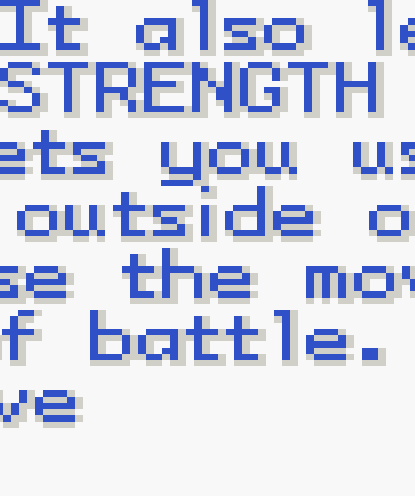 It also le
STRENGTH
ets you us
outside o
se the mov
f battle.
ve